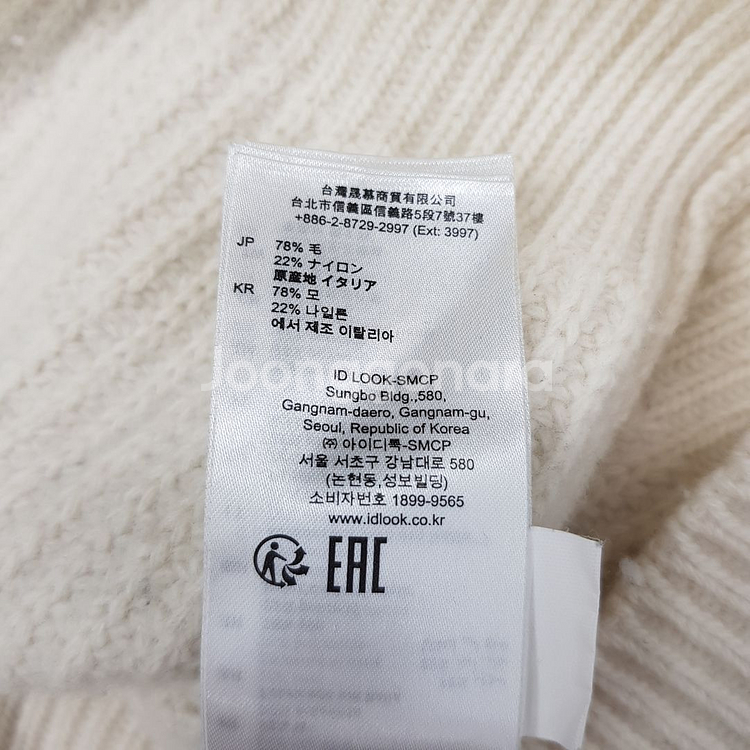 台灣晟慕商貿有限公司
台北市信義區信義路5段7號37樓
+886-2-8729-2997 (Ext: 3997)
JP 78% 毛
22% ナイロン
原産地 イタリア
KR 78% 모
22% 나일론
에서 제조 이탈리아
ID LOOK-SMCP
Sungbo Bldg.,580,
Gangnam-daero, Gangnam-gu,
Seoul, Republic of Korea
㈜ 아이디룩-SMCP
서울 서초구 강남대로 580
(논현동,성보빌딩)
소비자번호 1899-9565
www.idlook.co.kr
EAC